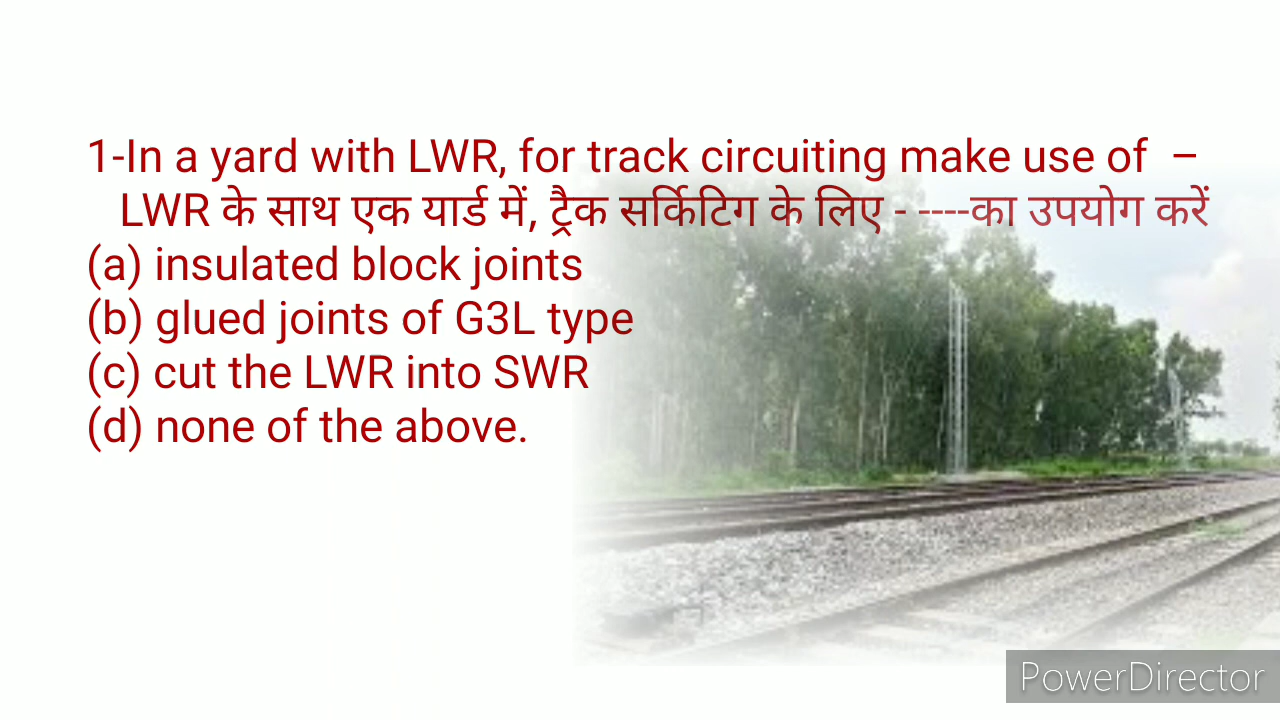 1-In a yard with LWR, for track circuiting make use of –
LWR के साथ एक यार्ड में, ट्रैक सर्किटिग के लिए - ----का उपयोग करें
(a) insulated block joints
(b) glued joints of G3L type
(c) cut the LWR into SWR
(d) none of the above.
PowerDirector